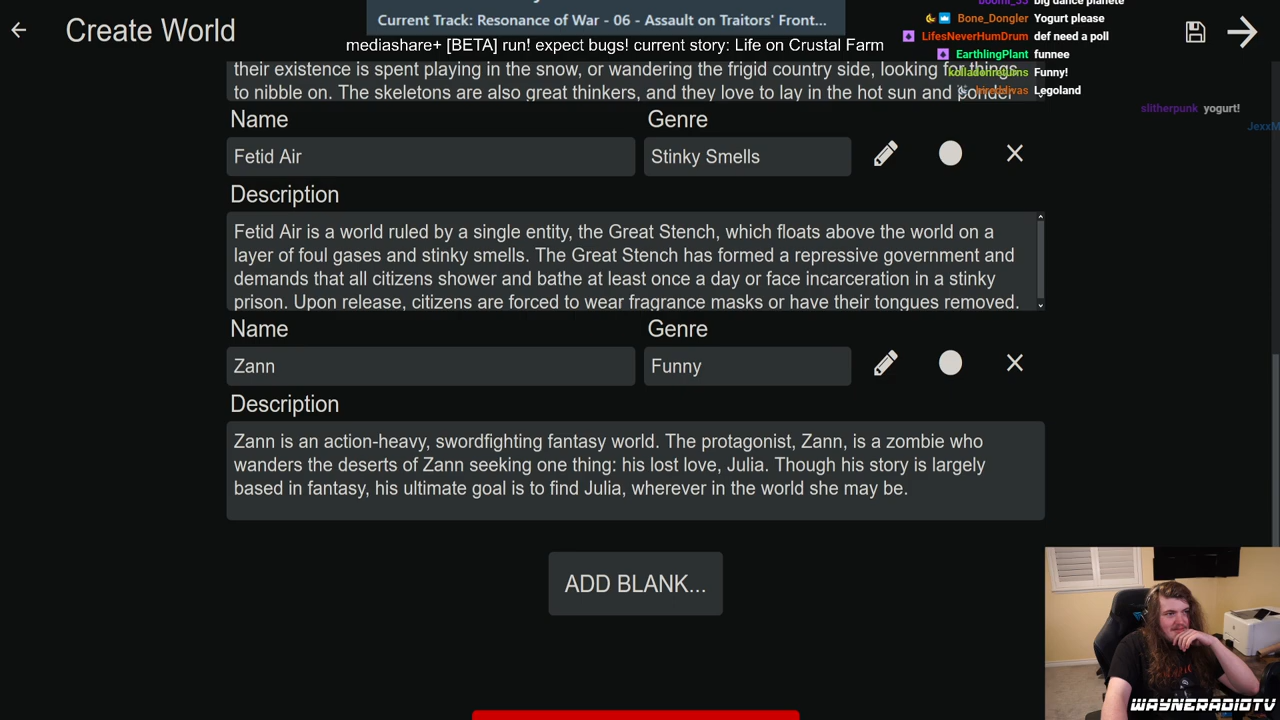 Create World
Current Track: Resonance of War - 06 - Assault on Traitors' Front...
mediashare+ [BETA] run! expect bugs! current story: Life on Crustal Farm
big dance planete
Bone_Dongler Yogurt please
LifesNeverHumDrum def need a poll
EarthlingPlant funnee
Funny!
Legoland
slitherpunk yogurt!
JexxM
their existence is spent playing in the snow, or wandering the frigid country side, looking for things
to nibble on. The skeletons are also great thinkers, and they love to lay in the hot sun and ponder
Name
Genre
Fetid Air
Stinky Smells
Description
Fetid Air is a world ruled by a single entity, the Great Stench, which floats above the world on a
layer of foul gases and stinky smells. The Great Stench has formed a repressive government and
demands that all citizens shower and bathe at least once a day or face incarceration in a stinky
prison. Upon release, citizens are forced to wear fragrance masks or have their tongues removed.
Name
Genre
Zann
Funny
Description
Zann is an action-heavy, swordfighting fantasy world. The protagonist, Zann, is a zombie who
wanders the deserts of Zann seeking one thing: his lost love, Julia. Though his story is largely
based in fantasy, his ultimate goal is to find Julia, wherever in the world she may be.
ADD BLANK...
WAYNERADIOTV